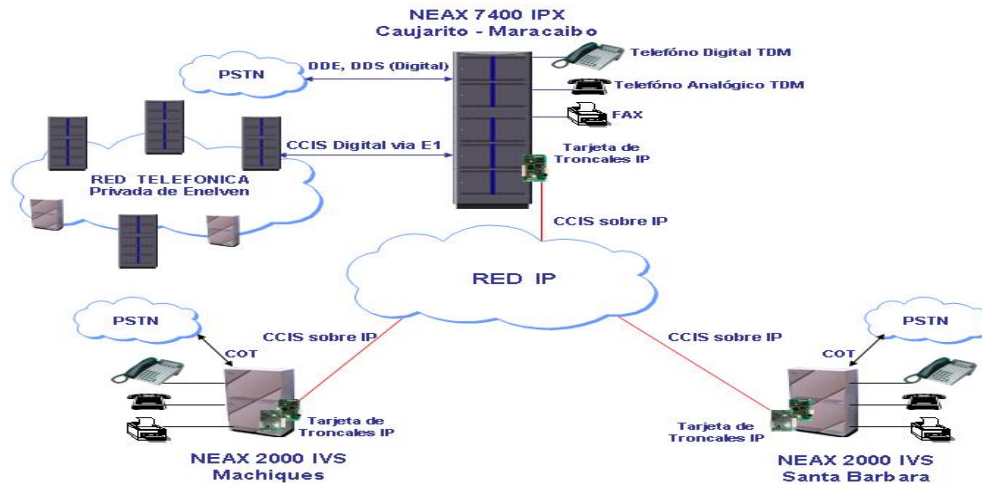 NEAX 7400 IPX
Caujarito - Maracaibo
PSTN
DDE, DDS (Digital)
Telefóno Digital TDM
Telefóno Analógico TDM
FAX
CCIS Digital via E1
Tarjeta de
Troncales IP
RED TELEFONICA
Privada de Enelven
CCIS sobre IP
RED IP
PSTN
COT
CCIS sobre IP
Tarjeta de
Troncales IP
NEAX 2000 IVS
Machiques
CCIS sobre IP
PSTN
COT
Tarjeta de
Troncales IP
NEAX 2000 IVS
Santa Barbara